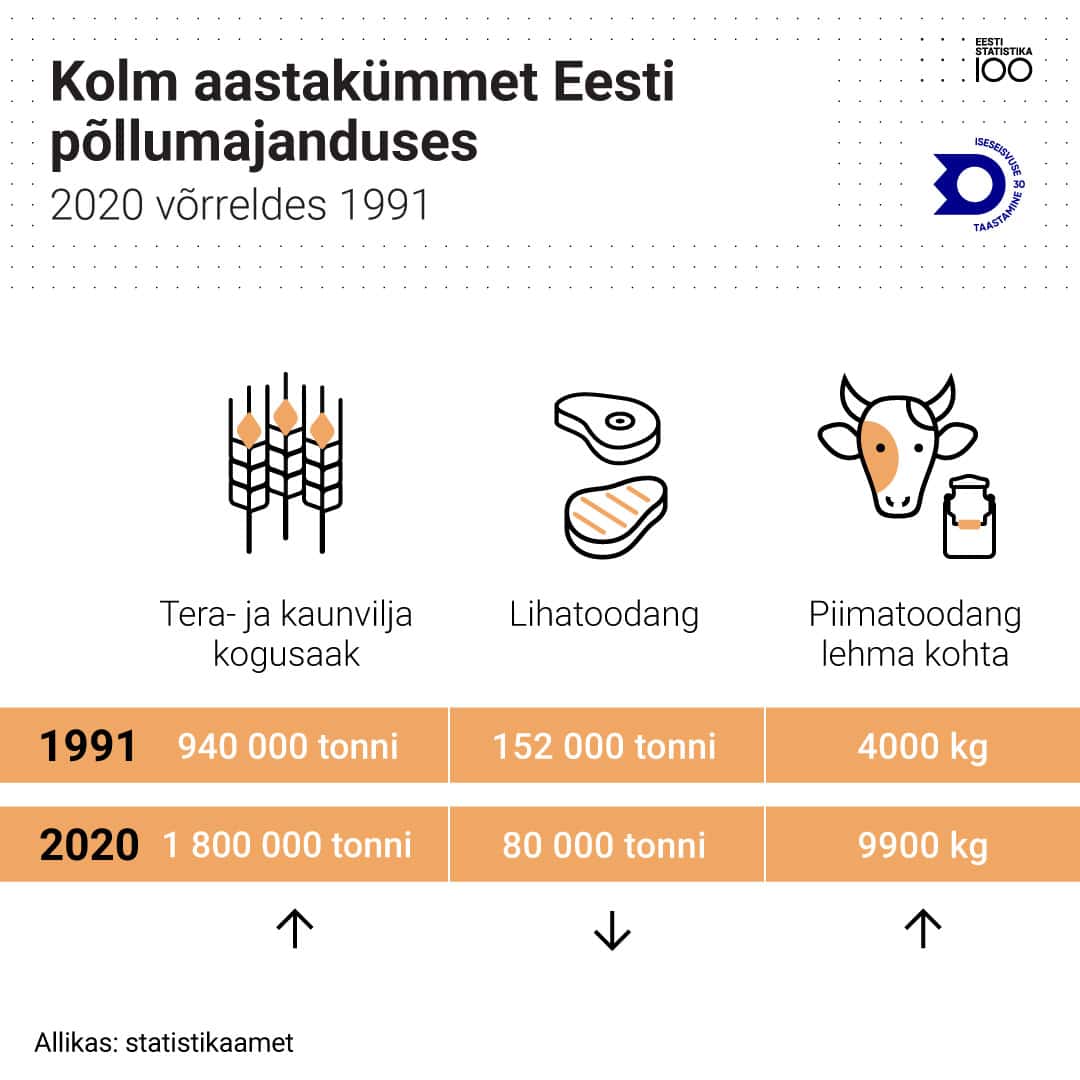 Kolm aastakümmet Eesti
põllumajanduses
2020 võrreldes 1991
EESTI
STATISTIKA
100
ISESEISVUSE 30
TAASTAMINE
Tera- ja kaunvilja
kogusaak
Lihatoodang
Piimatoodang
lehma kohta
1991 940 000 tonni 152 000 tonni 4000 kg
2020 1 800 000 tonni 80 000 tonni 9900 kg
Allikas: statistikaamet